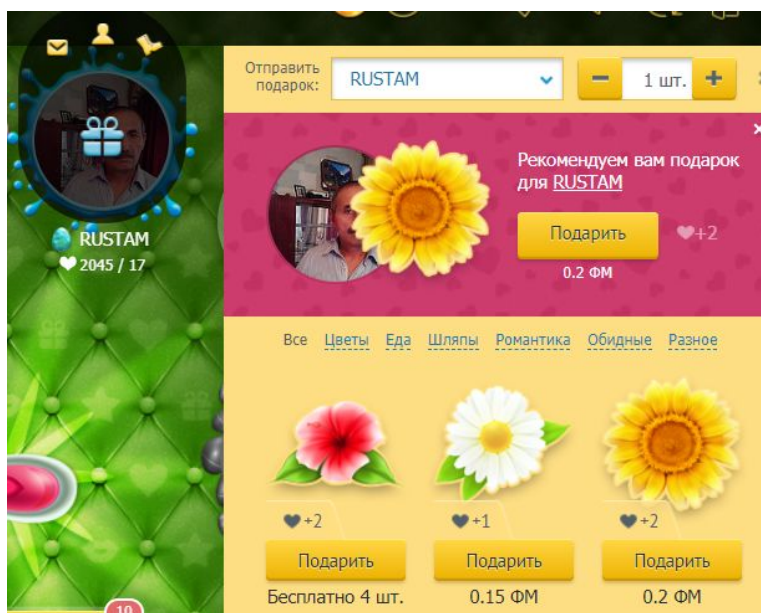 Отправить
подарок:
RUSTAM
1 шт.
Рекомендуем вам подарок
для RUSTAM
Подарить
+2
0.2 ФМ
RUSTAM
2045 / 17
Все Цветы Еда Шляпы Романтика Обидные Разное
+2 +1 +2
Подарить Подарить Подарить
Бесплатно 4 шт. 0.15 ФМ 0.2 ФМ
10